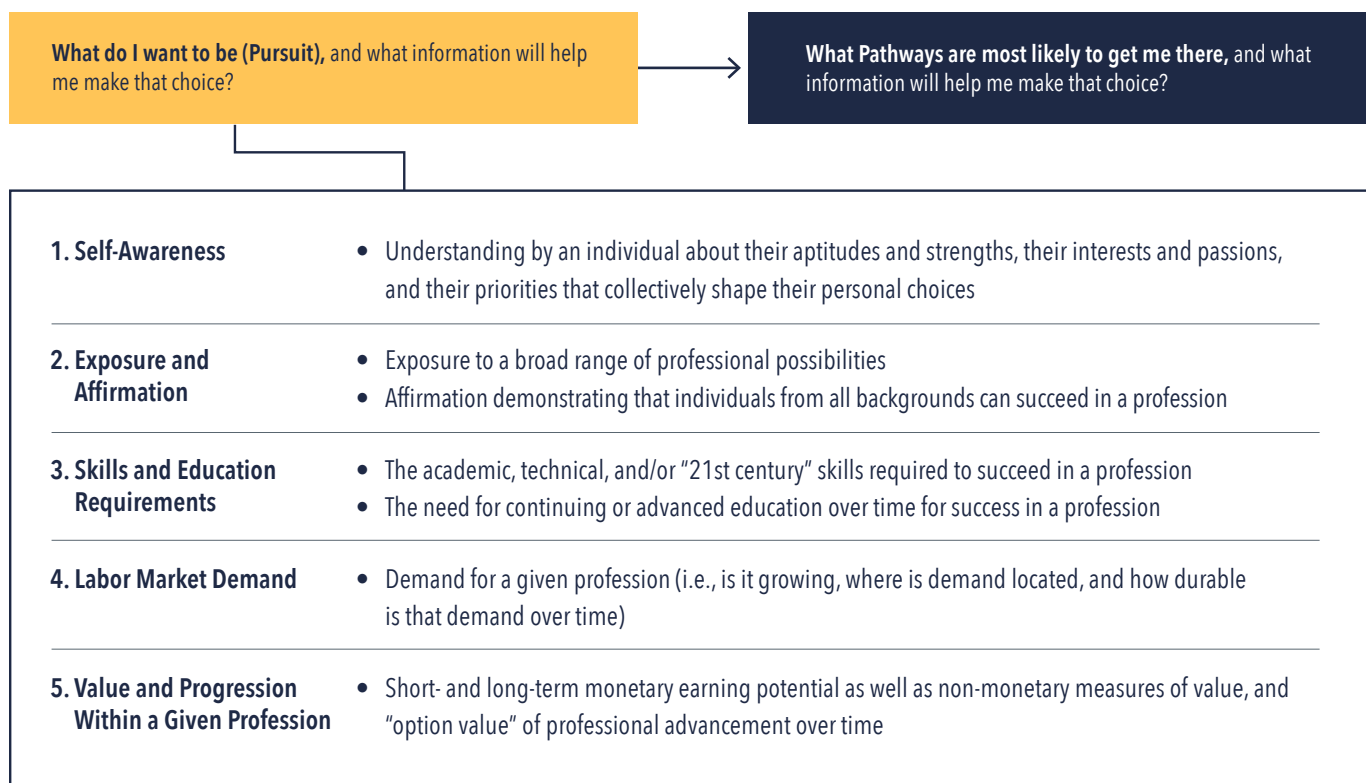 What do I want to be (Pursuit), and what information will help
me make that choice?
What Pathways are most likely to get me there, and what
information will help me make that choice?
1. Self-Awareness
• Understanding by an individual about their aptitudes and strengths, their interests and passions,
and their priorities that collectively shape their personal choices
2. Exposure and
Affirmation
• Exposure to a broad range of professional possibilities
• Affirmation demonstrating that individuals from all backgrounds can succeed in a profession
3. Skills and Education
Requirements
• The academic, technical, and/or “21st century” skills required to succeed in a profession
• The need for continuing or advanced education over time for success in a profession
4. Labor Market Demand
• Demand for a given profession (i.e., is it growing, where is demand located, and how durable
is that demand over time)
5. Value and Progression
Within a Given Profession
• Short- and long-term monetary earning potential as well as non-monetary measures of value, and
“option value” of professional advancement over time